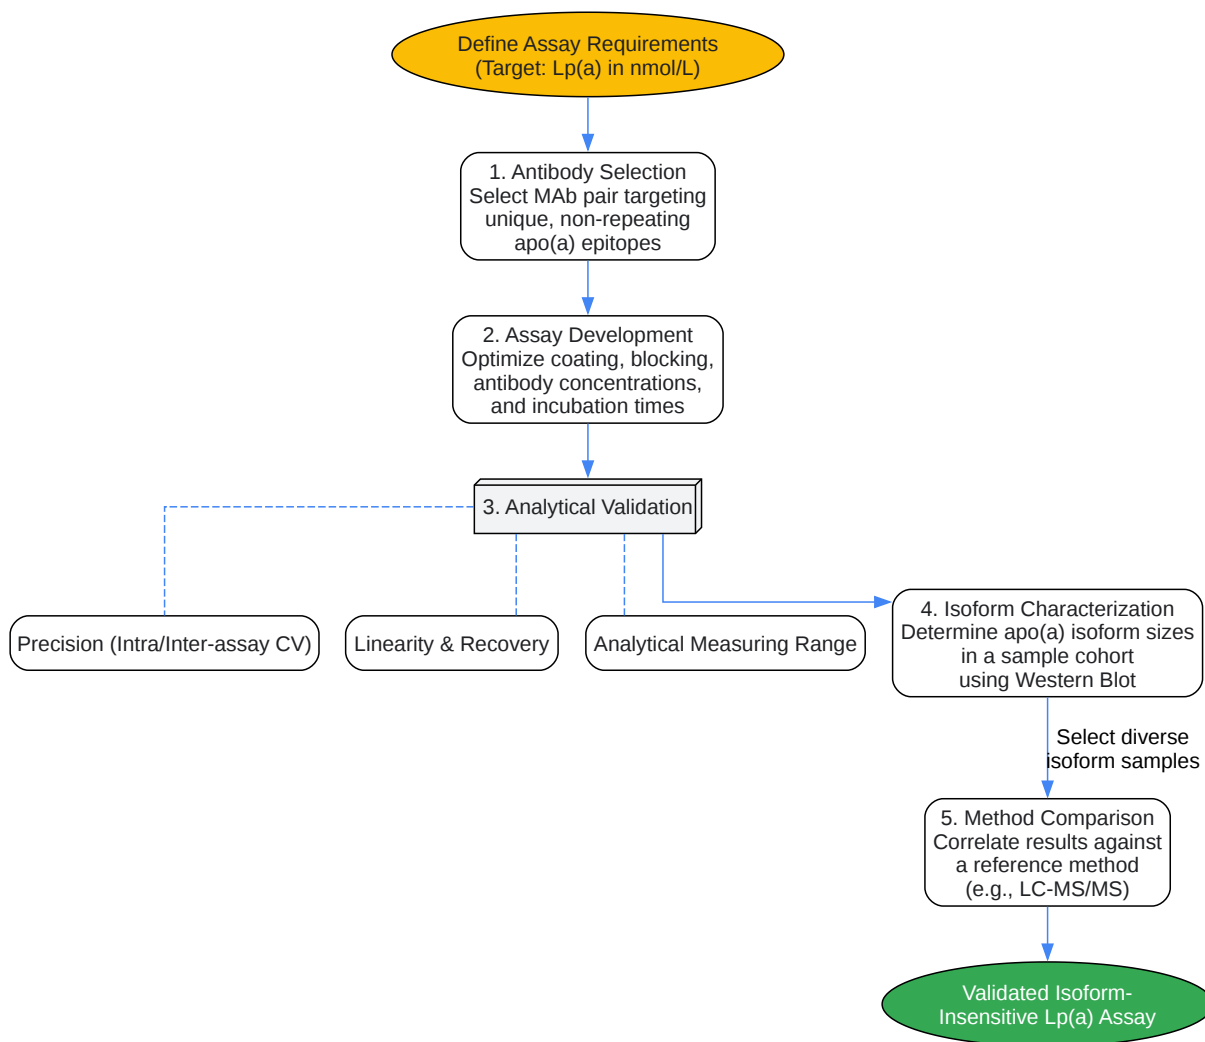 Define Assay Requirements
(Target: Lp(a) in nmol/L)
1. Antibody Selection
Select MAb pair targeting
unique, non-repeating
apo(a) epitopes
2. Assay Development
Optimize coating, blocking,
antibody concentrations,
and incubation times
3. Analytical Validation
Precision (Intra/Inter-assay CV)
Linearity & Recovery
Analytical Measuring Range
4. Isoform Characterization
Determine apo(a) isoform sizes
in a sample cohort
using Western Blot
Select diverse
isoform samples
5. Method Comparison
Correlate results against
a reference method
(e.g., LC-MS/MS)
Validated Isoform-
Insensitive Lp(a) Assay